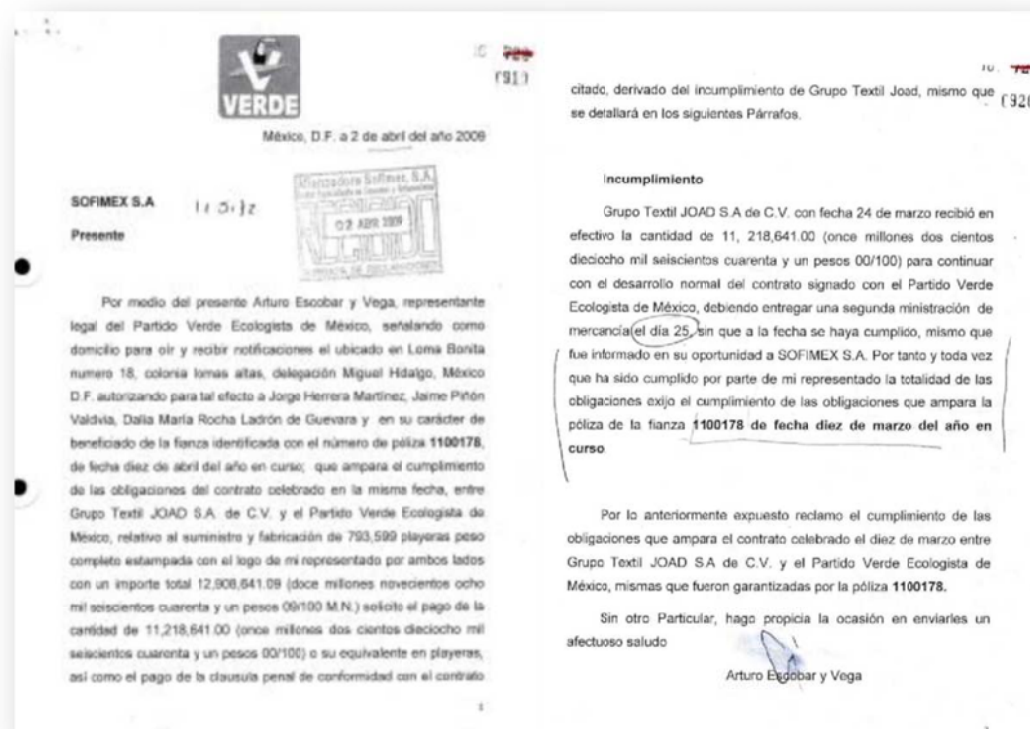 VERDE
0919
México, D.F. a 2 de abril del año 2009
SOFIMEX S.A
11:51/2
Presente
Afianzadora Sofimex, S.A.
02 ABR 2009
Por medio del presente Arturo Escobar y Vega, representante
legal del Partido Verde Ecologista de México, señalando como
domicilio para oir y recibir notificaciones el ubicado en Loma Bonita
numero 18, colonia lomas altas, delegación Miguel Hidalgo, México
D.F. autorizando para tal efecto a Jorge Herrera Martínez, Jaime Piñón
Valdivia, Dalia María Rocha Ladrón de Guevara y en su carácter de
beneficiado de la fianza identificada con el número de póliza 1100178,
de fecha diez de abril del año en curso; que ampara el cumplimiento
de las obligaciones del contrato celebrado en la misma fecha, entre
Grupo Textil JOAD S.A. de C.V. y el Partido Verde Ecologista de
México, relativo al suministro y fabricación de 793,599 playeras peso
completo estampada con el logo de mi representado por ambos lados
con un importe total 12,908,641.09 (doce millones novecientos ocho
mil seiscientos cuarenta y un pesos 09/100 M.N.) solicito el pago de la
cantidad de 11,218,641.00 (once millones dos cientos dieciocho mil
seiscientos cuarenta y un pesos 00/100) o su equivalente en playeras,
así como el pago de la clausula penal de conformidad con el contrato
1
0920
citado, derivado del incumplimiento de Grupo Textil Joad, mismo que
se detallará en los siguientes Párrafos.
Incumplimiento
Grupo Textil JOAD S.A de C.V. con fecha 24 de marzo recibió en
efectivo la cantidad de 11, 218,641.00 (once millones dos cientos
dieciocho mil seiscientos cuarenta y un pesos 00/100) para continuar
con el desarrollo normal del contrato signado con el Partido Verde
Ecologista de México, debiendo entregar una segunda ministración de
mercancía el día 25, sin que a la fecha se haya cumplido, mismo que
fue informado en su oportunidad a SOFIMEX S.A. Por tanto y toda vez
que ha sido cumplido por parte de mi representado la totalidad de las
obligaciones exijo el cumplimiento de las obligaciones que ampara la
póliza de la fianza 1100178 de fecha diez de marzo del año en
curso
Por lo anteriormente expuesto reclamo el cumplimiento de las
obligaciones que ampara el contrato celebrado el diez de marzo entre
Grupo Textil JOAD SA de C.V. y el Partido Verde Ecologista de
México, mismas que fueron garantizadas por la póliza 1100178.
Sin otro Particular, hago propicia la ocasión en enviarles un
afectuoso saludo
Arturo Escobar y Vega